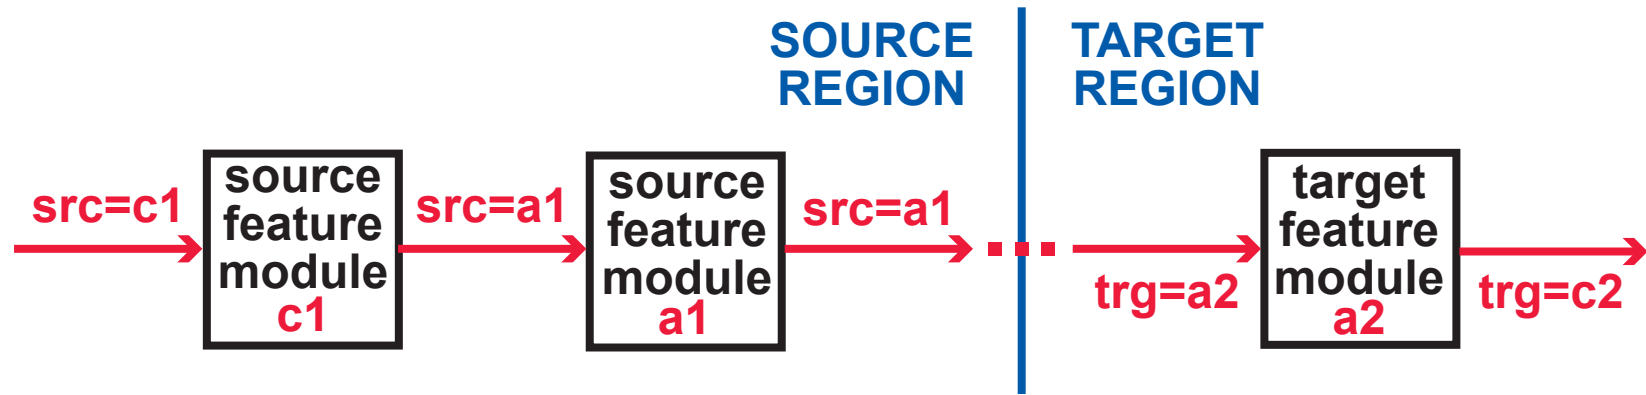 SOURCE
REGION
TARGET
REGION
src=c1
source
feature
module
c1
src=a1
source
feature
module
a1
src=a1
trg=a2
target
feature
module
a2
trg=c2